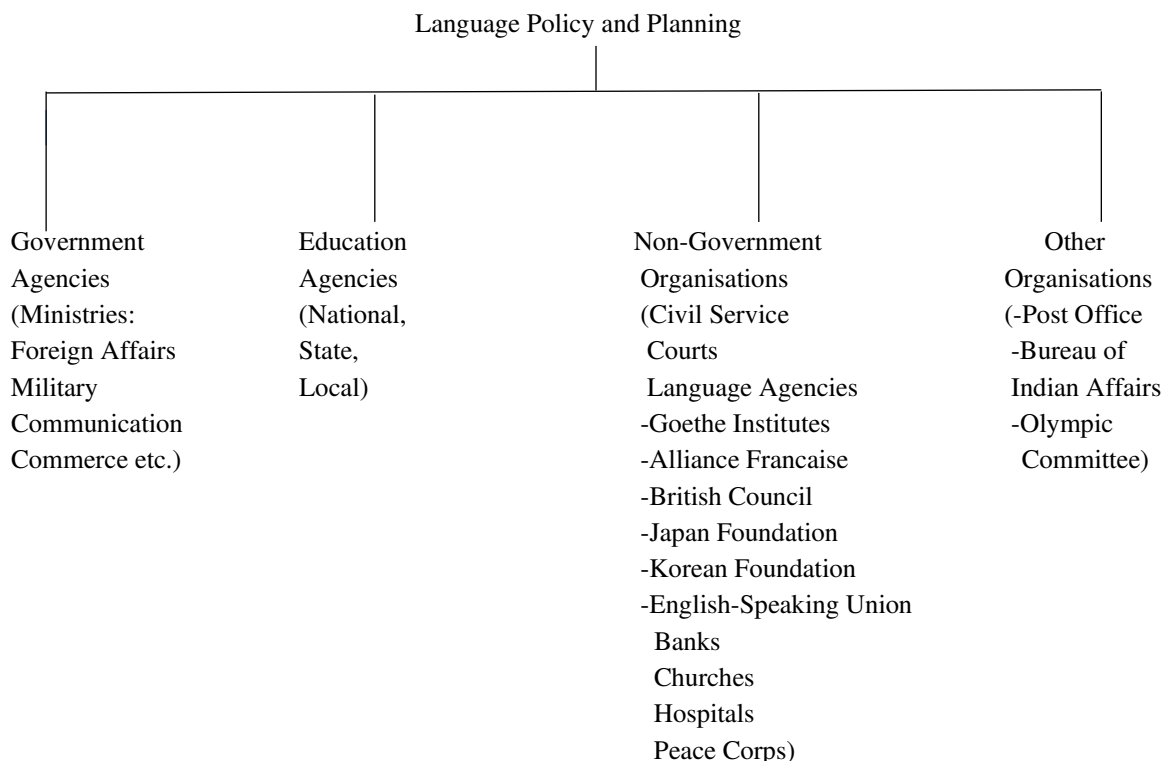 Language Policy and Planning
Government
Agencies
(Ministries:
Foreign Affairs
Military
Communication
Commerce etc.)
Education
Agencies
(National,
State,
Local)
Non-Government
Organisations
(Civil Service
Courts
Language Agencies
-Goethe Institutes
-Alliance Francaise
-British Council
-Japan Foundation
-Korean Foundation
-English-Speaking Union
Banks
Churches
Hospitals
Peace Corps)
Other
Organisations
(-Post Office
-Bureau of
Indian Affairs
-Olympic
Committee)